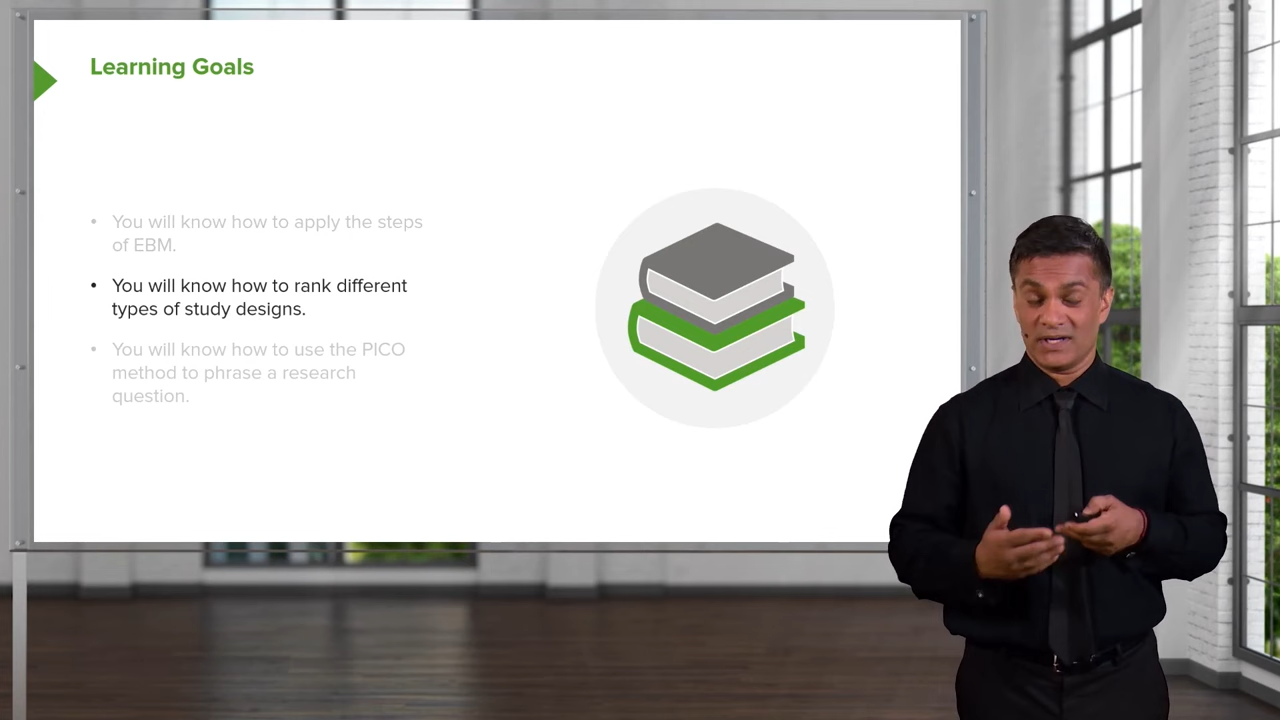 Learning Goals
• You will know how to apply the steps
of EBM.
• You will know how to rank different
types of study designs.
• You will know how to use the PICO
method to phrase a research
question.